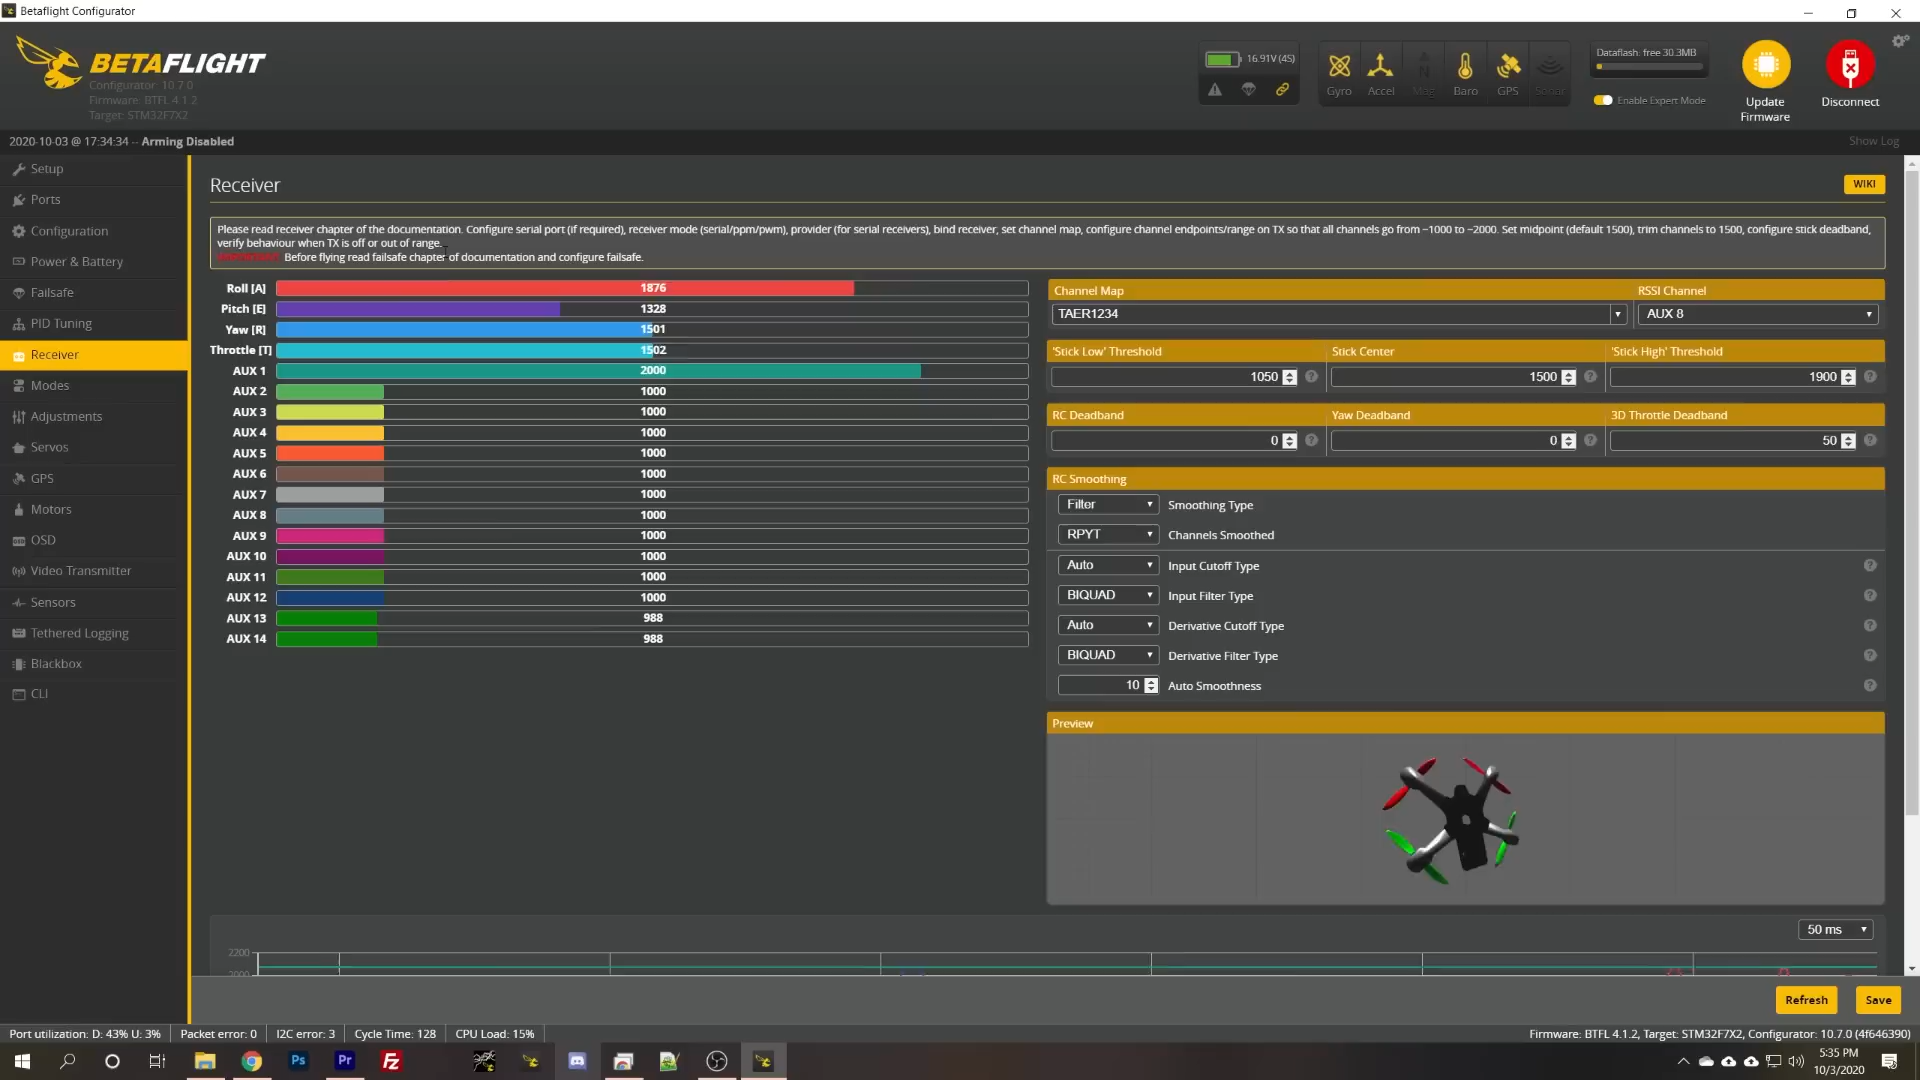 Betaflight Configurator
BETAFLIGHT
Configurator: 10.7.0
Firmware: BTFL 4.1.2
Target: STM32F7X2
16.91V (4S)
Gyro
Accel
Mag
Baro
GPS
Sonar
Dataflash: free 30.3MB
Enable Expert Mode
Update
Firmware
Disconnect
2020-10-03 @ 17:34:34 -- Arming Disabled
Show Log
Setup
Ports
Configuration
Power & Battery
Failsafe
PID Tuning
Receiver
Modes
Adjustments
Servos
GPS
Motors
OSD
Video Transmitter
Sensors
Tethered Logging
Blackbox
CLI
Receiver
WIKI
Please read receiver chapter of the documentation. Configure serial port (if required), receiver mode (serial/ppm/pwm), provider (for serial receivers), bind receiver, set channel map, configure channel endpoints/range on TX so that all channels go from ~1000 to ~2000. Set midpoint (default 1500), trim channels to 1500, configure stick deadband,
verify behaviour when TX is off or out of range.
Before flying read failsafe chapter of documentation and configure failsafe.
Roll [A] 1876
Pitch [E] 1328
Yaw [R] 1501
Throttle [T] 1502
AUX 1 2000
AUX 2 1000
AUX 3 1000
AUX 4 1000
AUX 5 1000
AUX 6 1000
AUX 7 1000
AUX 8 1000
AUX 9 1000
AUX 10 1000
AUX 11 1000
AUX 12 1000
AUX 13 988
AUX 14 988
Channel Map RSSI Channel
TAER1234 AUX 8
'Stick Low' Threshold Stick Center 'Stick High' Threshold
1050 1500 1900
RC Deadband Yaw Deadband 3D Throttle Deadband
0 0 50
RC Smoothing
Filter Smoothing Type
RPYT Channels Smoothed
Auto Input Cutoff Type
BIQUAD Input Filter Type
Auto Derivative Cutoff Type
BIQUAD Derivative Filter Type
10 Auto Smoothness
Preview
50 ms
2200
2000
Refresh
Save
Port utilization: D: 43% U: 3% Packet error: 0 I2C error: 3 Cycle Time: 128 CPU Load: 15%
Firmware: BTFL 4.1.2, Target: STM32F7X2, Configurator: 10.7.0 (4f646390)
Ps
Pr
FZ
5:35 PM
10/3/2020